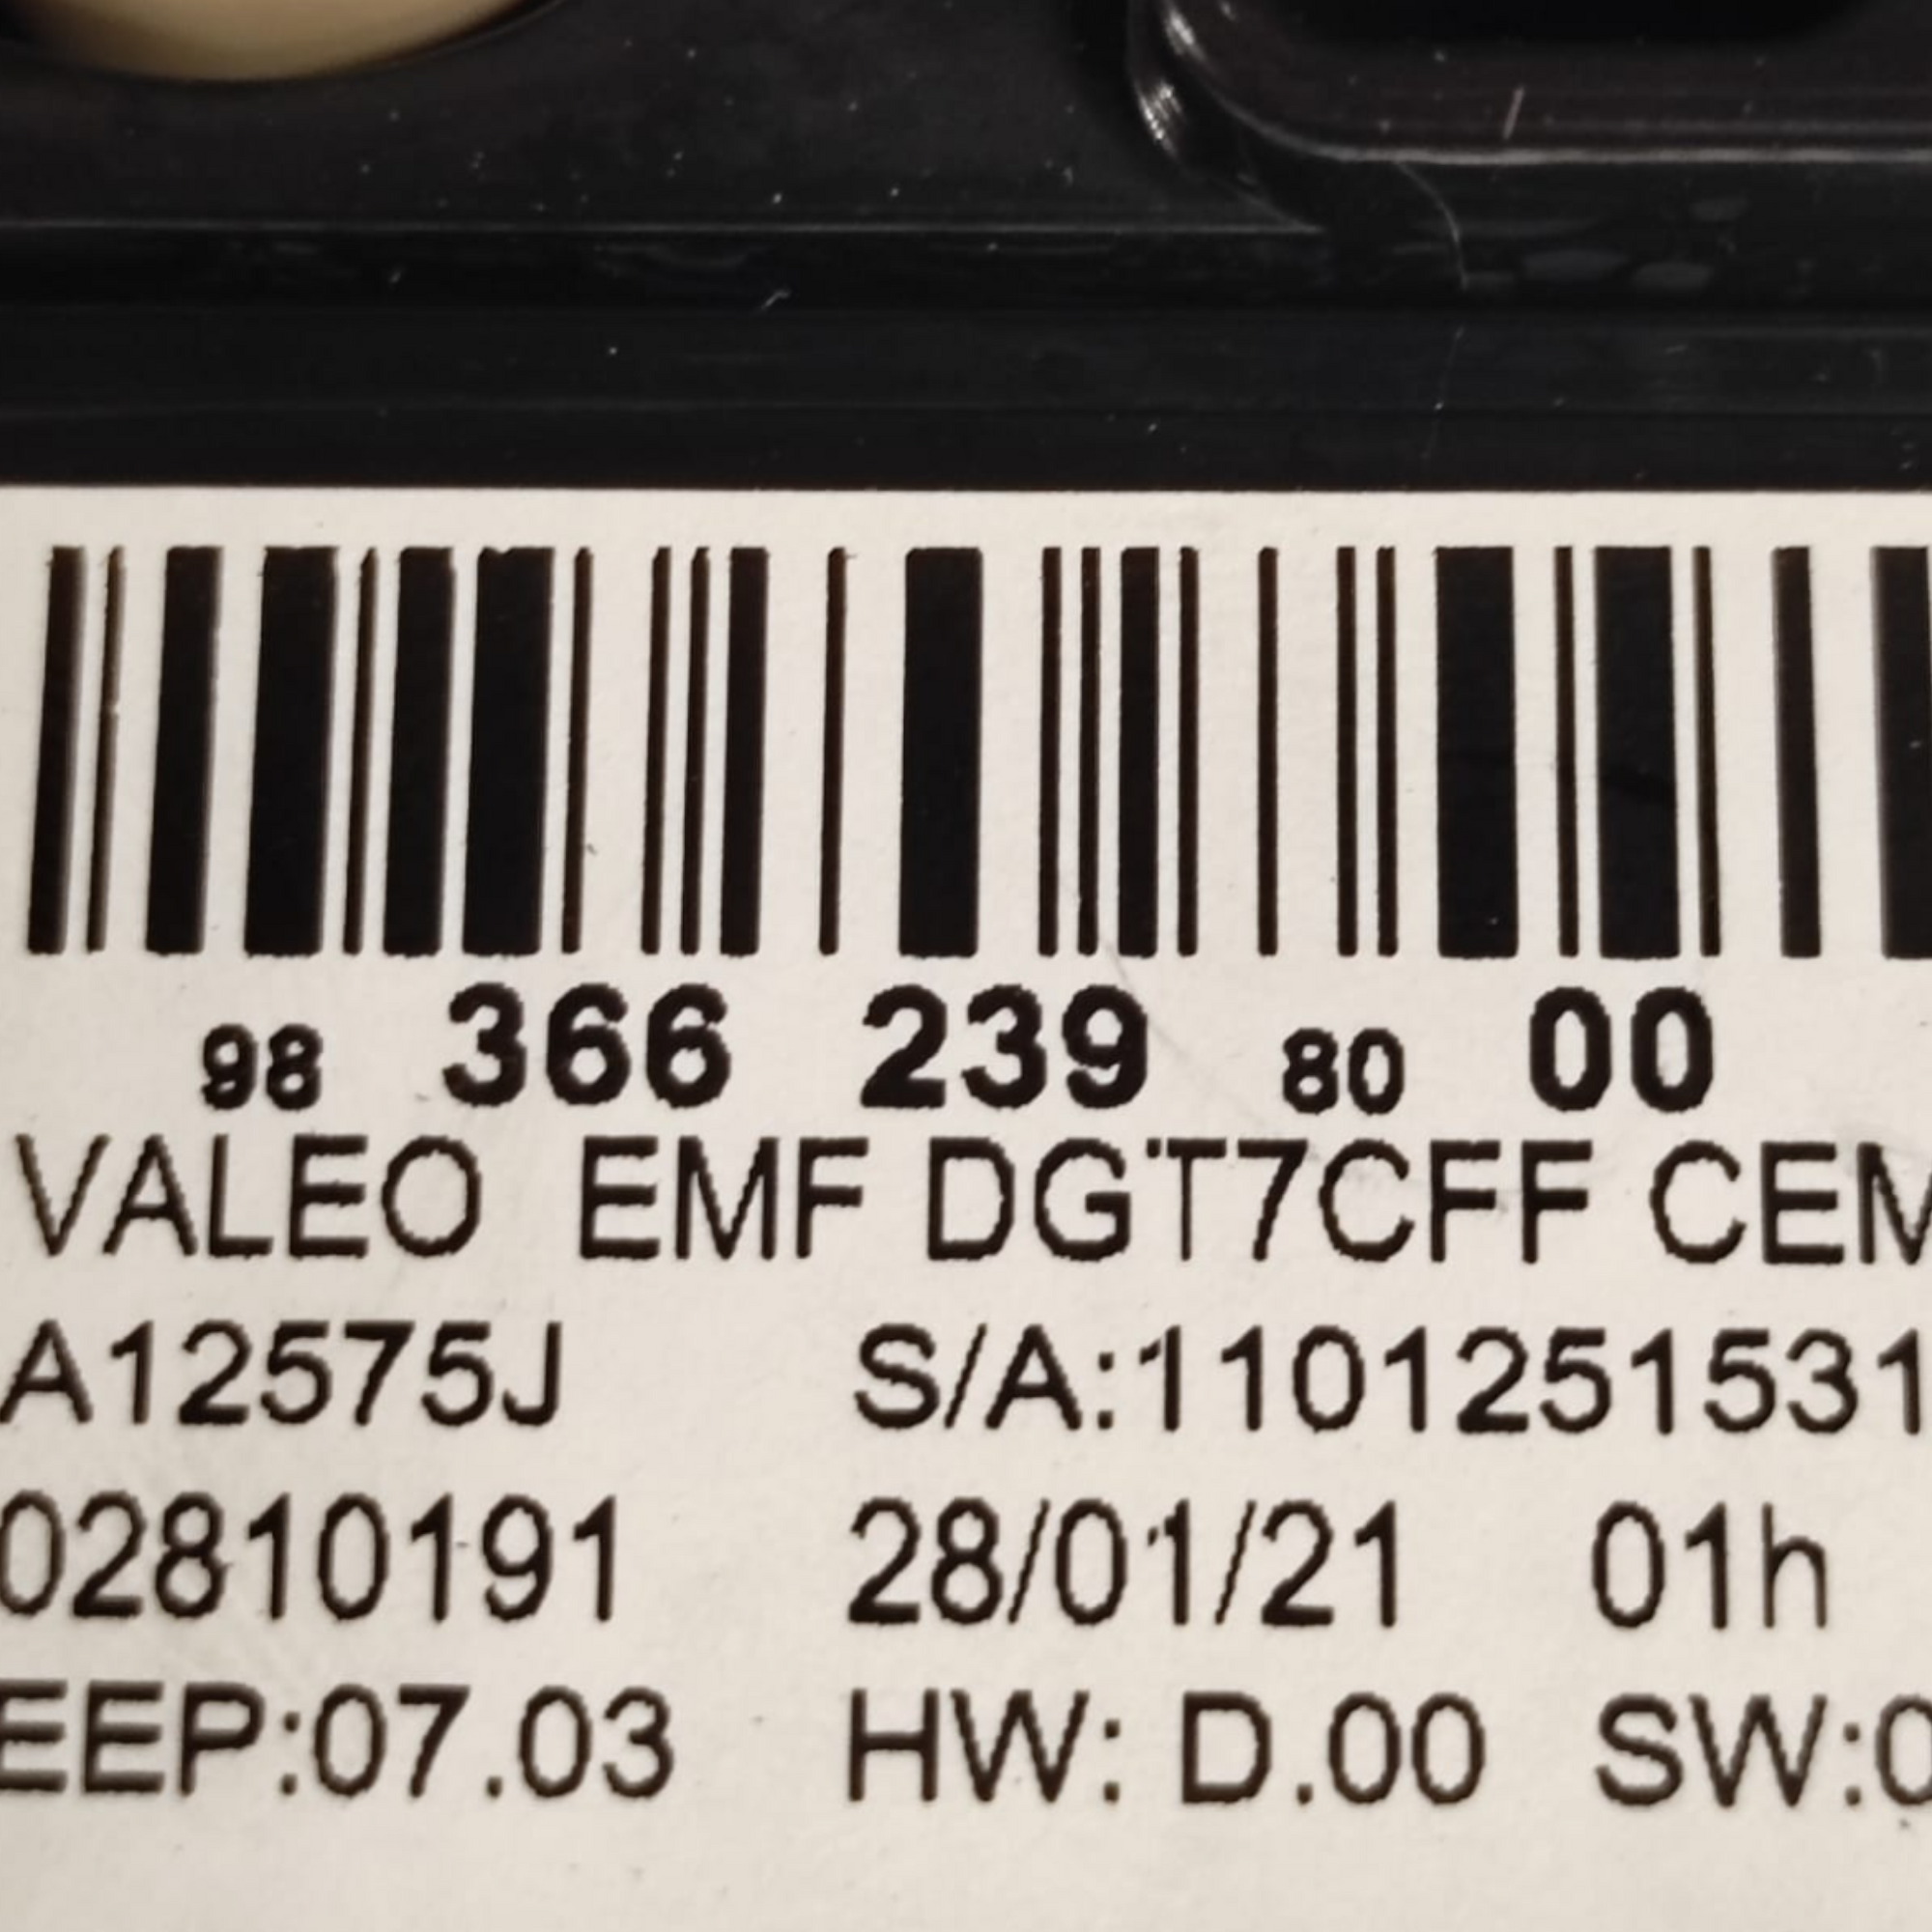 98 366 239 80 00
VALEO EMF DGT7CFF CEM
A12575J S/A:1101251531
02810191 28/01/21 01h
EEP:07.03 HW: D.00 SW:0